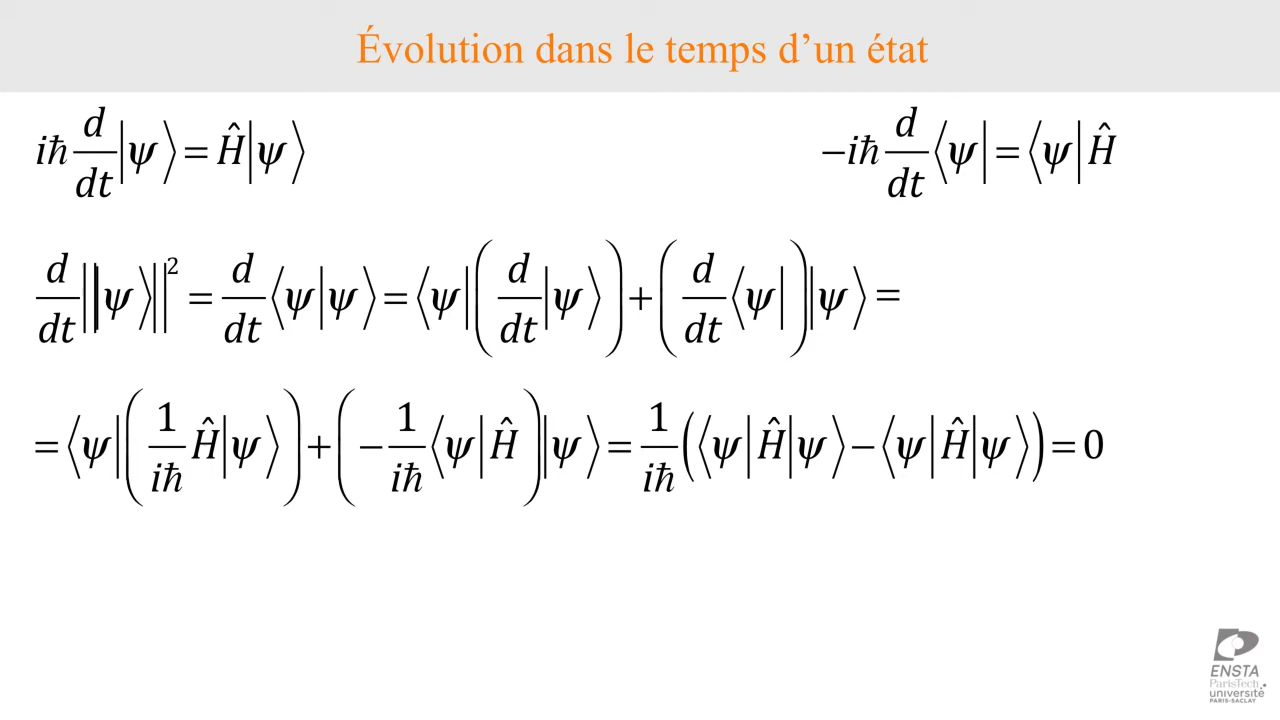 Évolution dans le temps d’un état
iħ d/dt |ψ⟩ = Ĥ|ψ⟩
−iħ d/dt ⟨ψ| = ⟨ψ|Ĥ
d/dt ‖ψ⟩‖² = d/dt ⟨ψ|ψ⟩ = ⟨ψ|(d/dt |ψ⟩) + (d/dt ⟨ψ|)|ψ⟩ =
= ⟨ψ|(1/iħ Ĥ|ψ⟩) + (− 1/iħ ⟨ψ|Ĥ)|ψ⟩ = 1/iħ (⟨ψ|Ĥ|ψ⟩ − ⟨ψ|Ĥ|ψ⟩) = 0
ENSTA
ParisTech
université
PARIS-SACLAY